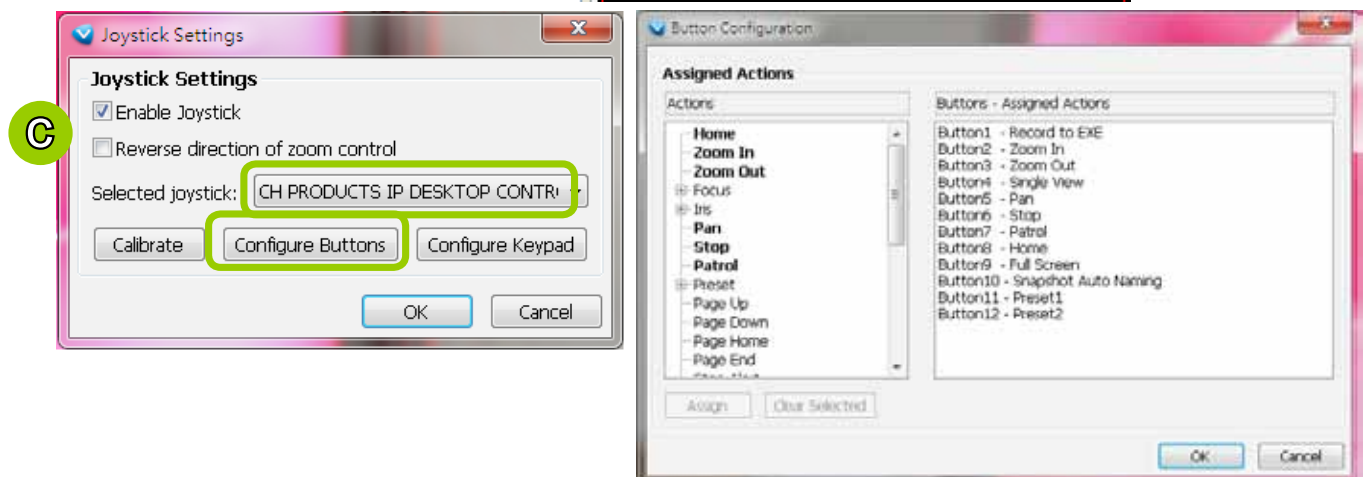 Joystick Settings
Joystick Settings
Enable Joystick
C
Reverse direction of zoom control
Selected joystick: CH PRODUCTS IP DESKTOP CONTR
Calibrate Configure Buttons Configure Keypad
OK Cancel
Button Configuration
Assigned Actions
Actions
Home
Zoom In
Zoom Out
Focus
Iris
Pan
Stop
Patrol
Preset
Page Up
Page Down
Page Home
Page End
Buttons - Assigned Actions
Button1 - Record to EXE
Button2 - Zoom In
Button3 - Zoom Out
Button4 - Single View
Button5 - Pan
Button6 - Stop
Button7 - Patrol
Button8 - Home
Button9 - Full Screen
Button10 - Snapshot Auto Naming
Button11 - Preset1
Button12 - Preset2
Assign Clear Selected
OK Cancel